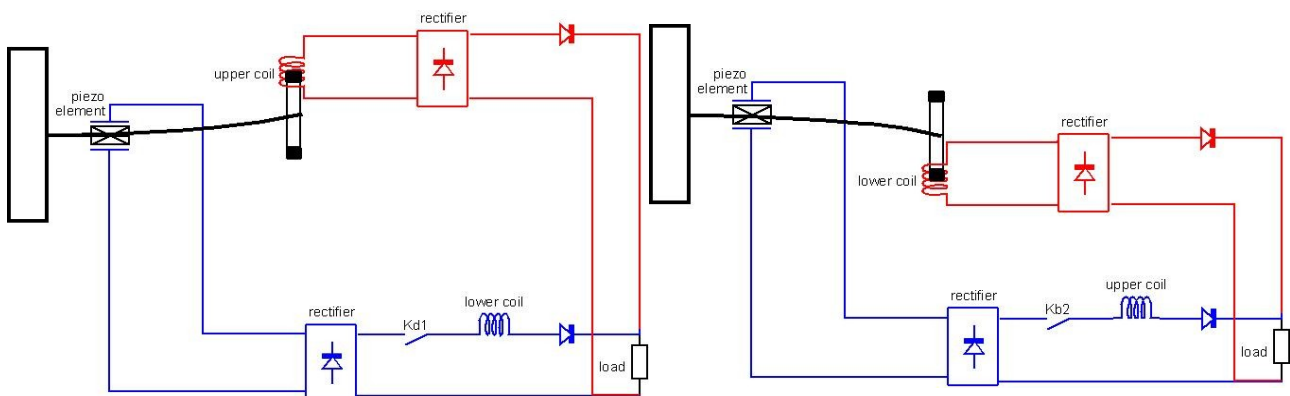 rectifier
upper coil
piezo
element
rectifier
Kd1
lower coil
load
piezo
element
rectifier
lower coil
rectifier
Kb2
upper coil
load